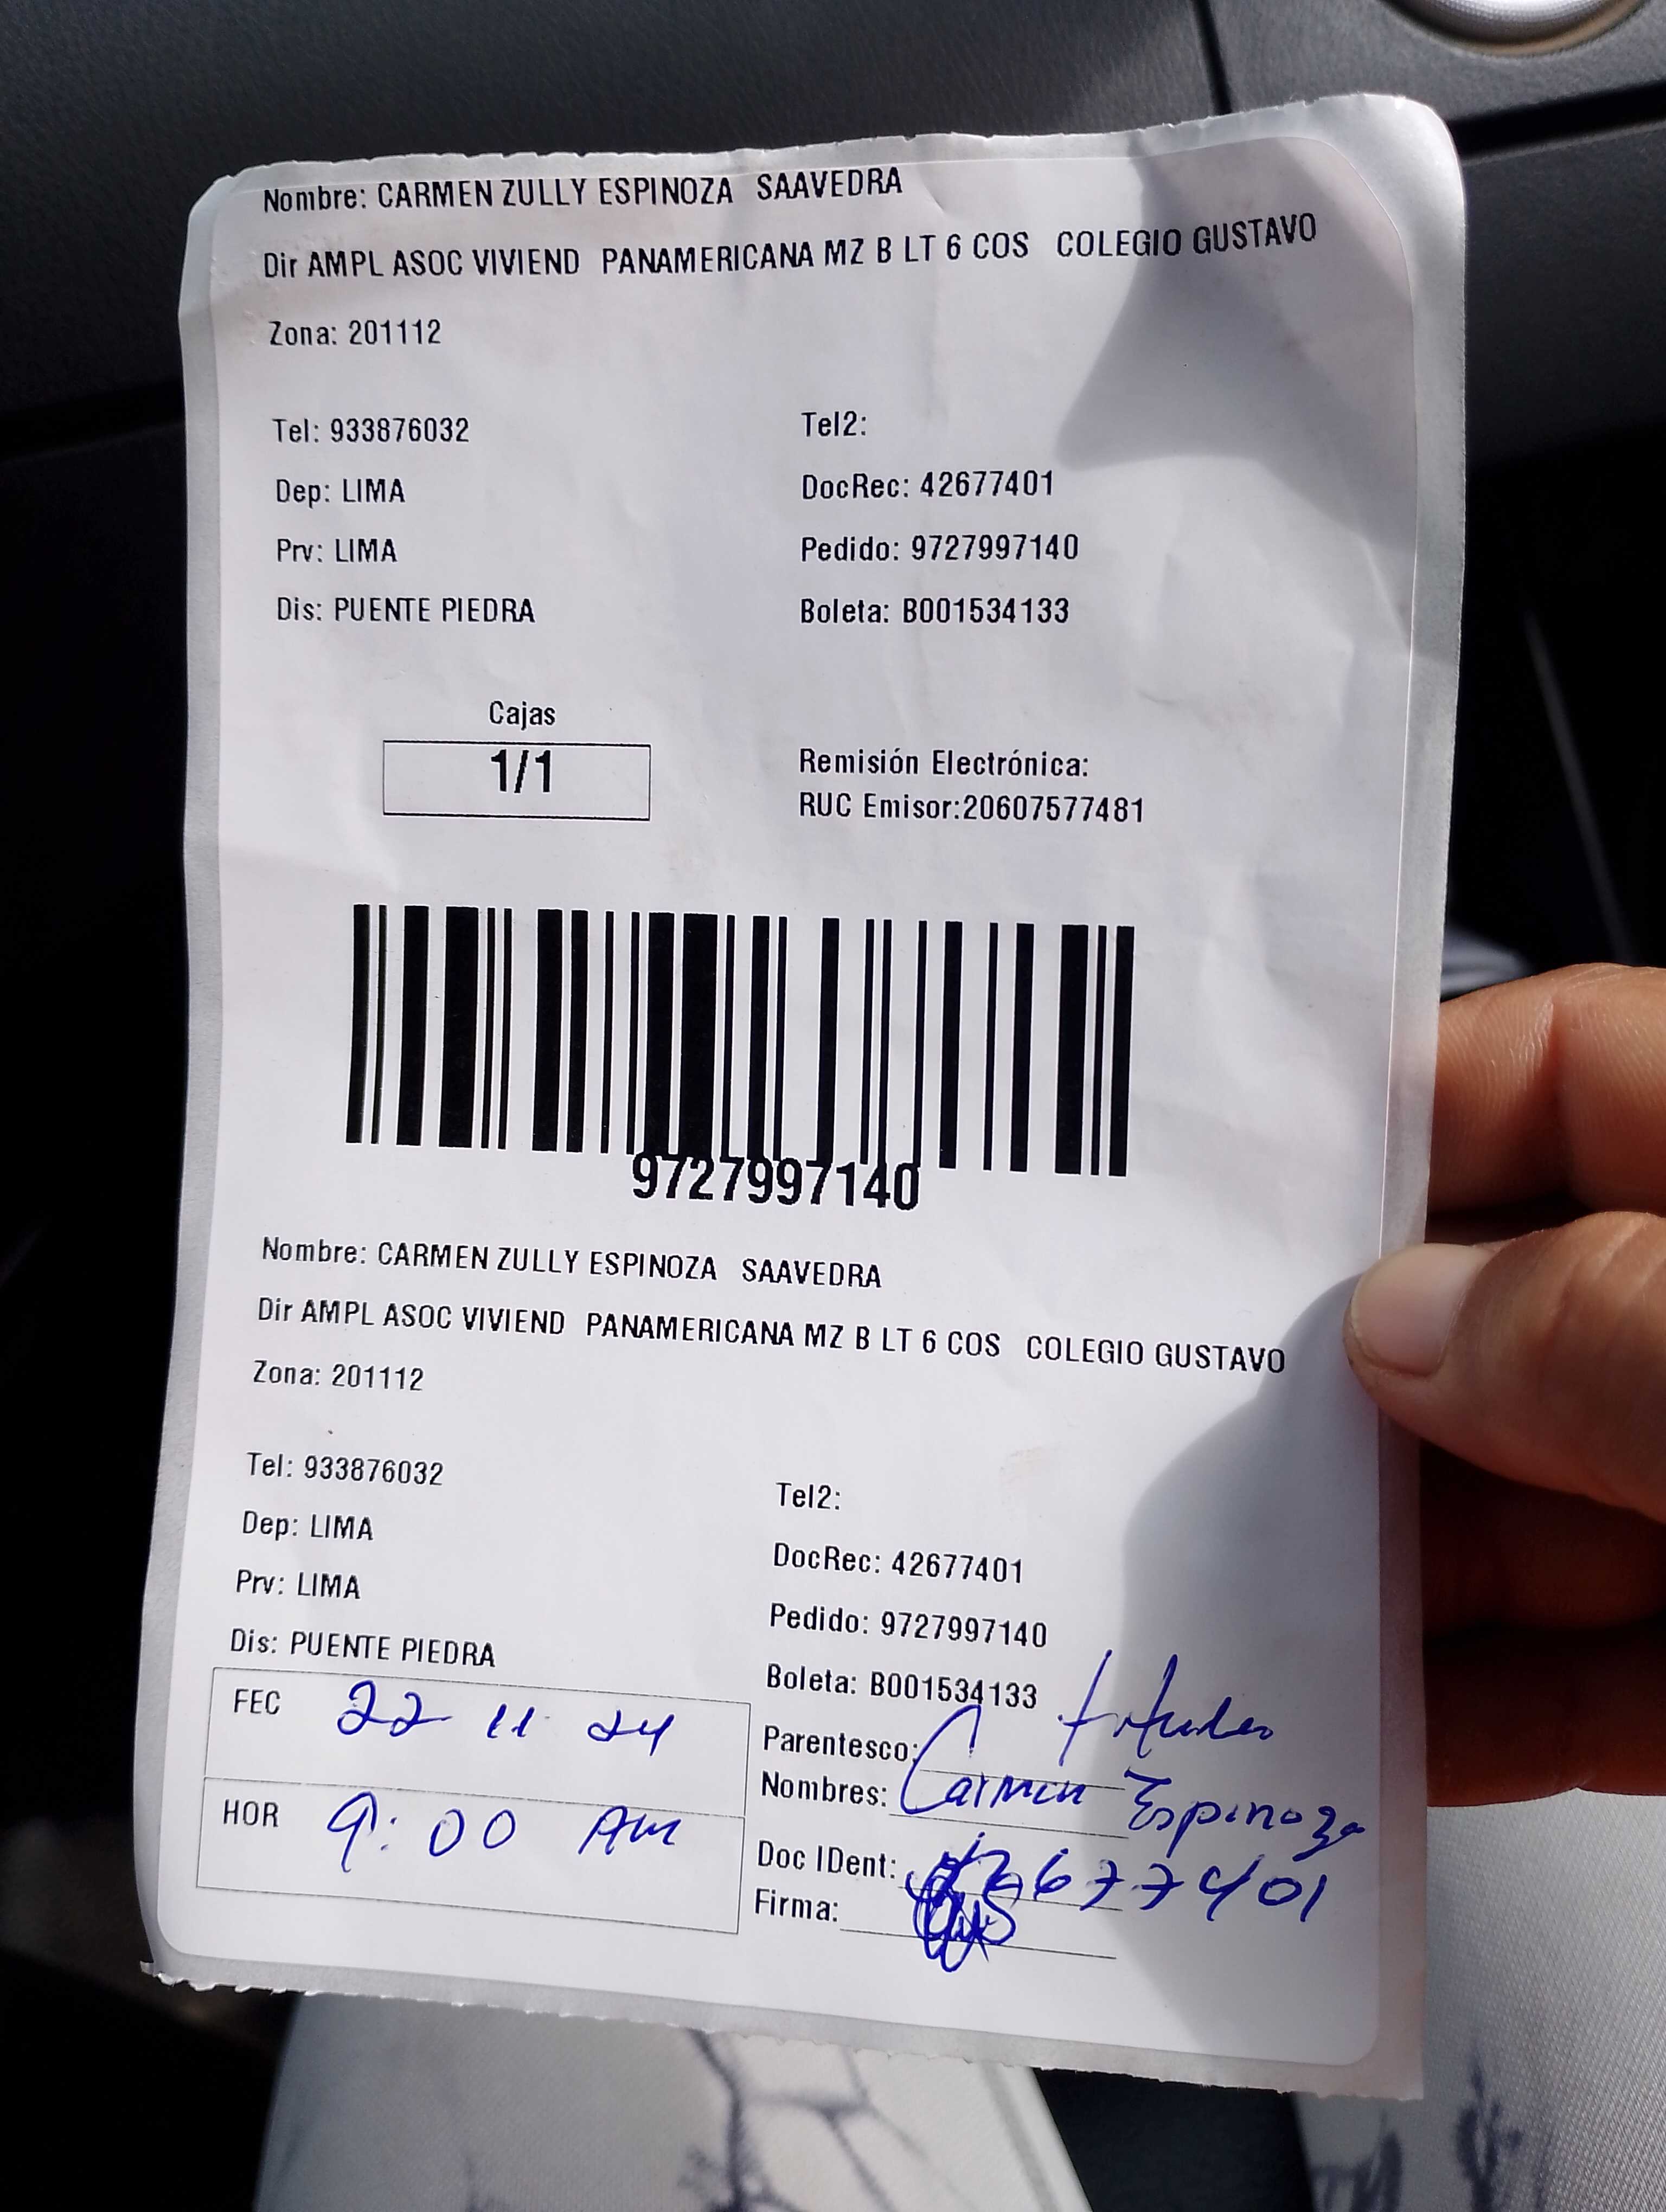 Nombre: CARMEN ZULLY ESPINOZA SAAVEDRA
Dir AMPL ASOC VIVIEND PANAMERICANA MZ B LT 6 COS COLEGIO GUSTAVO
Zona: 201112
Tel: 933876032 Tel2:
Dep: LIMA DocRec: 42677401
Prv: LIMA Pedido: 9727997140
Dis: PUENTE PIEDRA Boleta: B001534133
Cajas
1/1
Remisión Electrónica:
RUC Emisor:20607577481
9727997140
Nombre: CARMEN ZULLY ESPINOZA SAAVEDRA
Dir AMPL ASOC VIVIEND PANAMERICANA MZ B LT 6 COS COLEGIO GUSTAVO
Zona: 201112
Tel: 933876032 Tel2:
Dep: LIMA DocRec: 42677401
Prv: LIMA Pedido: 9727997140
Dis: PUENTE PIEDRA Boleta: B001534133
FEC 22 11 24
HOR 9:00 AM
Parentesco:
Nombres: Carmen Espinoza
Doc IDent: 42677401
Firma: